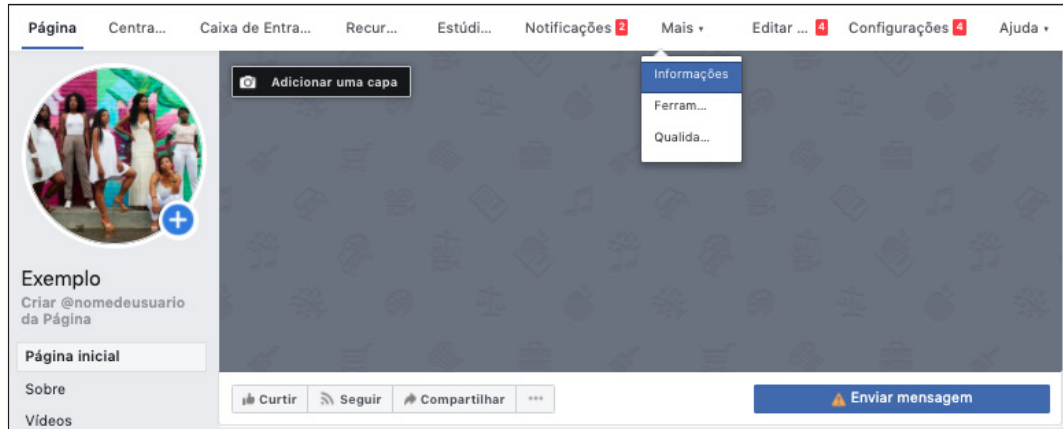 Página Centra... Caixa de Entra... Recur... Estúdi... Notificações 2 Mais Editar ... 4 Configurações 4 Ajuda
Adicionar uma capa
Informações
Ferram...
Qualida...
Exemplo
Criar @nomedeusuario
da Página
Página inicial
Sobre
Vídeos
Curtir Seguir Compartilhar ... Enviar mensagem